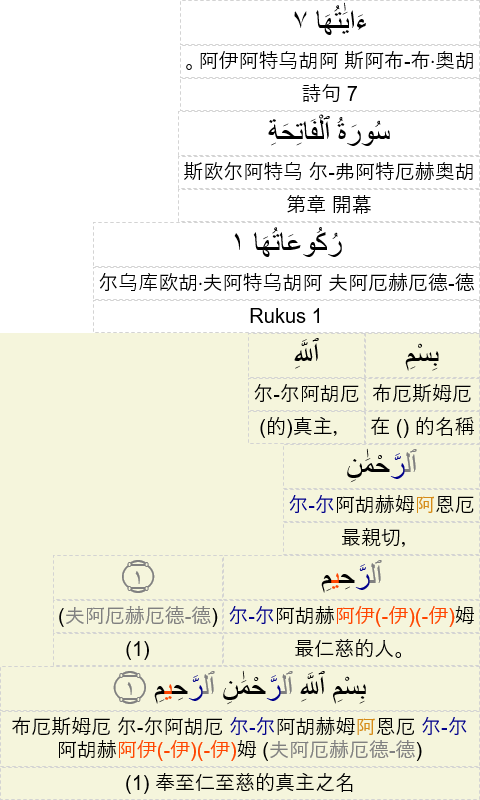 ءَايَٰتُهَا ٧
阿伊阿特乌胡阿 斯阿布-布·奥胡。
詩句 7
سُورَةُ ٱلْفَاتِحَةِ
斯欧尔阿特乌 尔-弗阿特厄赫奥胡
第章 開幕
رُكُوعَاتُهَا ١
尔乌库欧胡·夫阿特乌胡阿 夫阿厄赫厄德-德
Rukus 1
بِسْمِ ٱللَّهِ
布厄斯姆厄 尔-尔阿胡厄
在 () 的名稱 (的)真主,
ٱلرَّحْمَٰنِ
尔-尔阿胡赫姆阿恩厄
最親切,
ٱلرَّحِيمِ ١
尔-尔阿胡赫阿伊(-伊)(-伊)姆 (夫阿厄赫厄德-德)
最仁慈的人。 (1)
بِسْمِ ٱللَّهِ ٱلرَّحْمَٰنِ ٱلرَّحِيمِ ١
布厄斯姆厄 尔-尔阿胡厄 尔-尔阿胡赫姆阿恩厄 尔-尔
阿胡赫阿伊(-伊)(-伊)姆 (夫阿厄赫厄德-德)
(1) 奉至仁至慈的真主之名